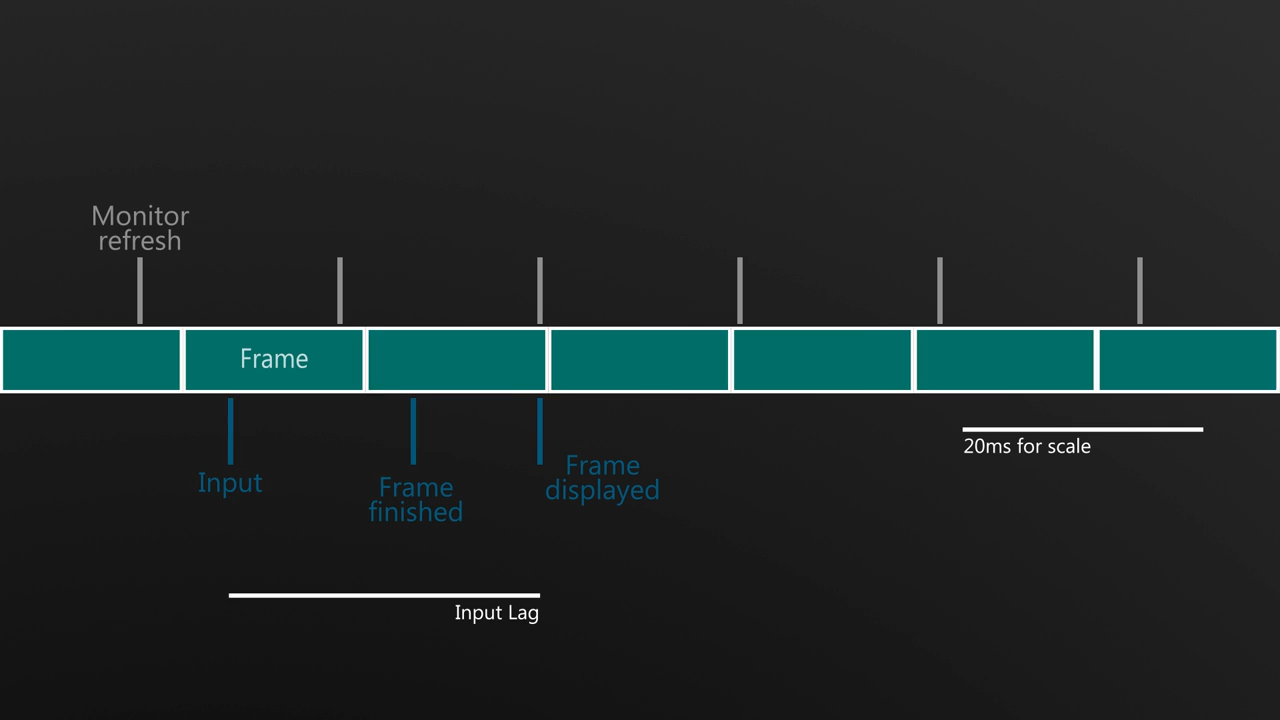 Monitor
refresh
Frame
20ms for scale
Input
Frame
finished
Frame
displayed
Input Lag